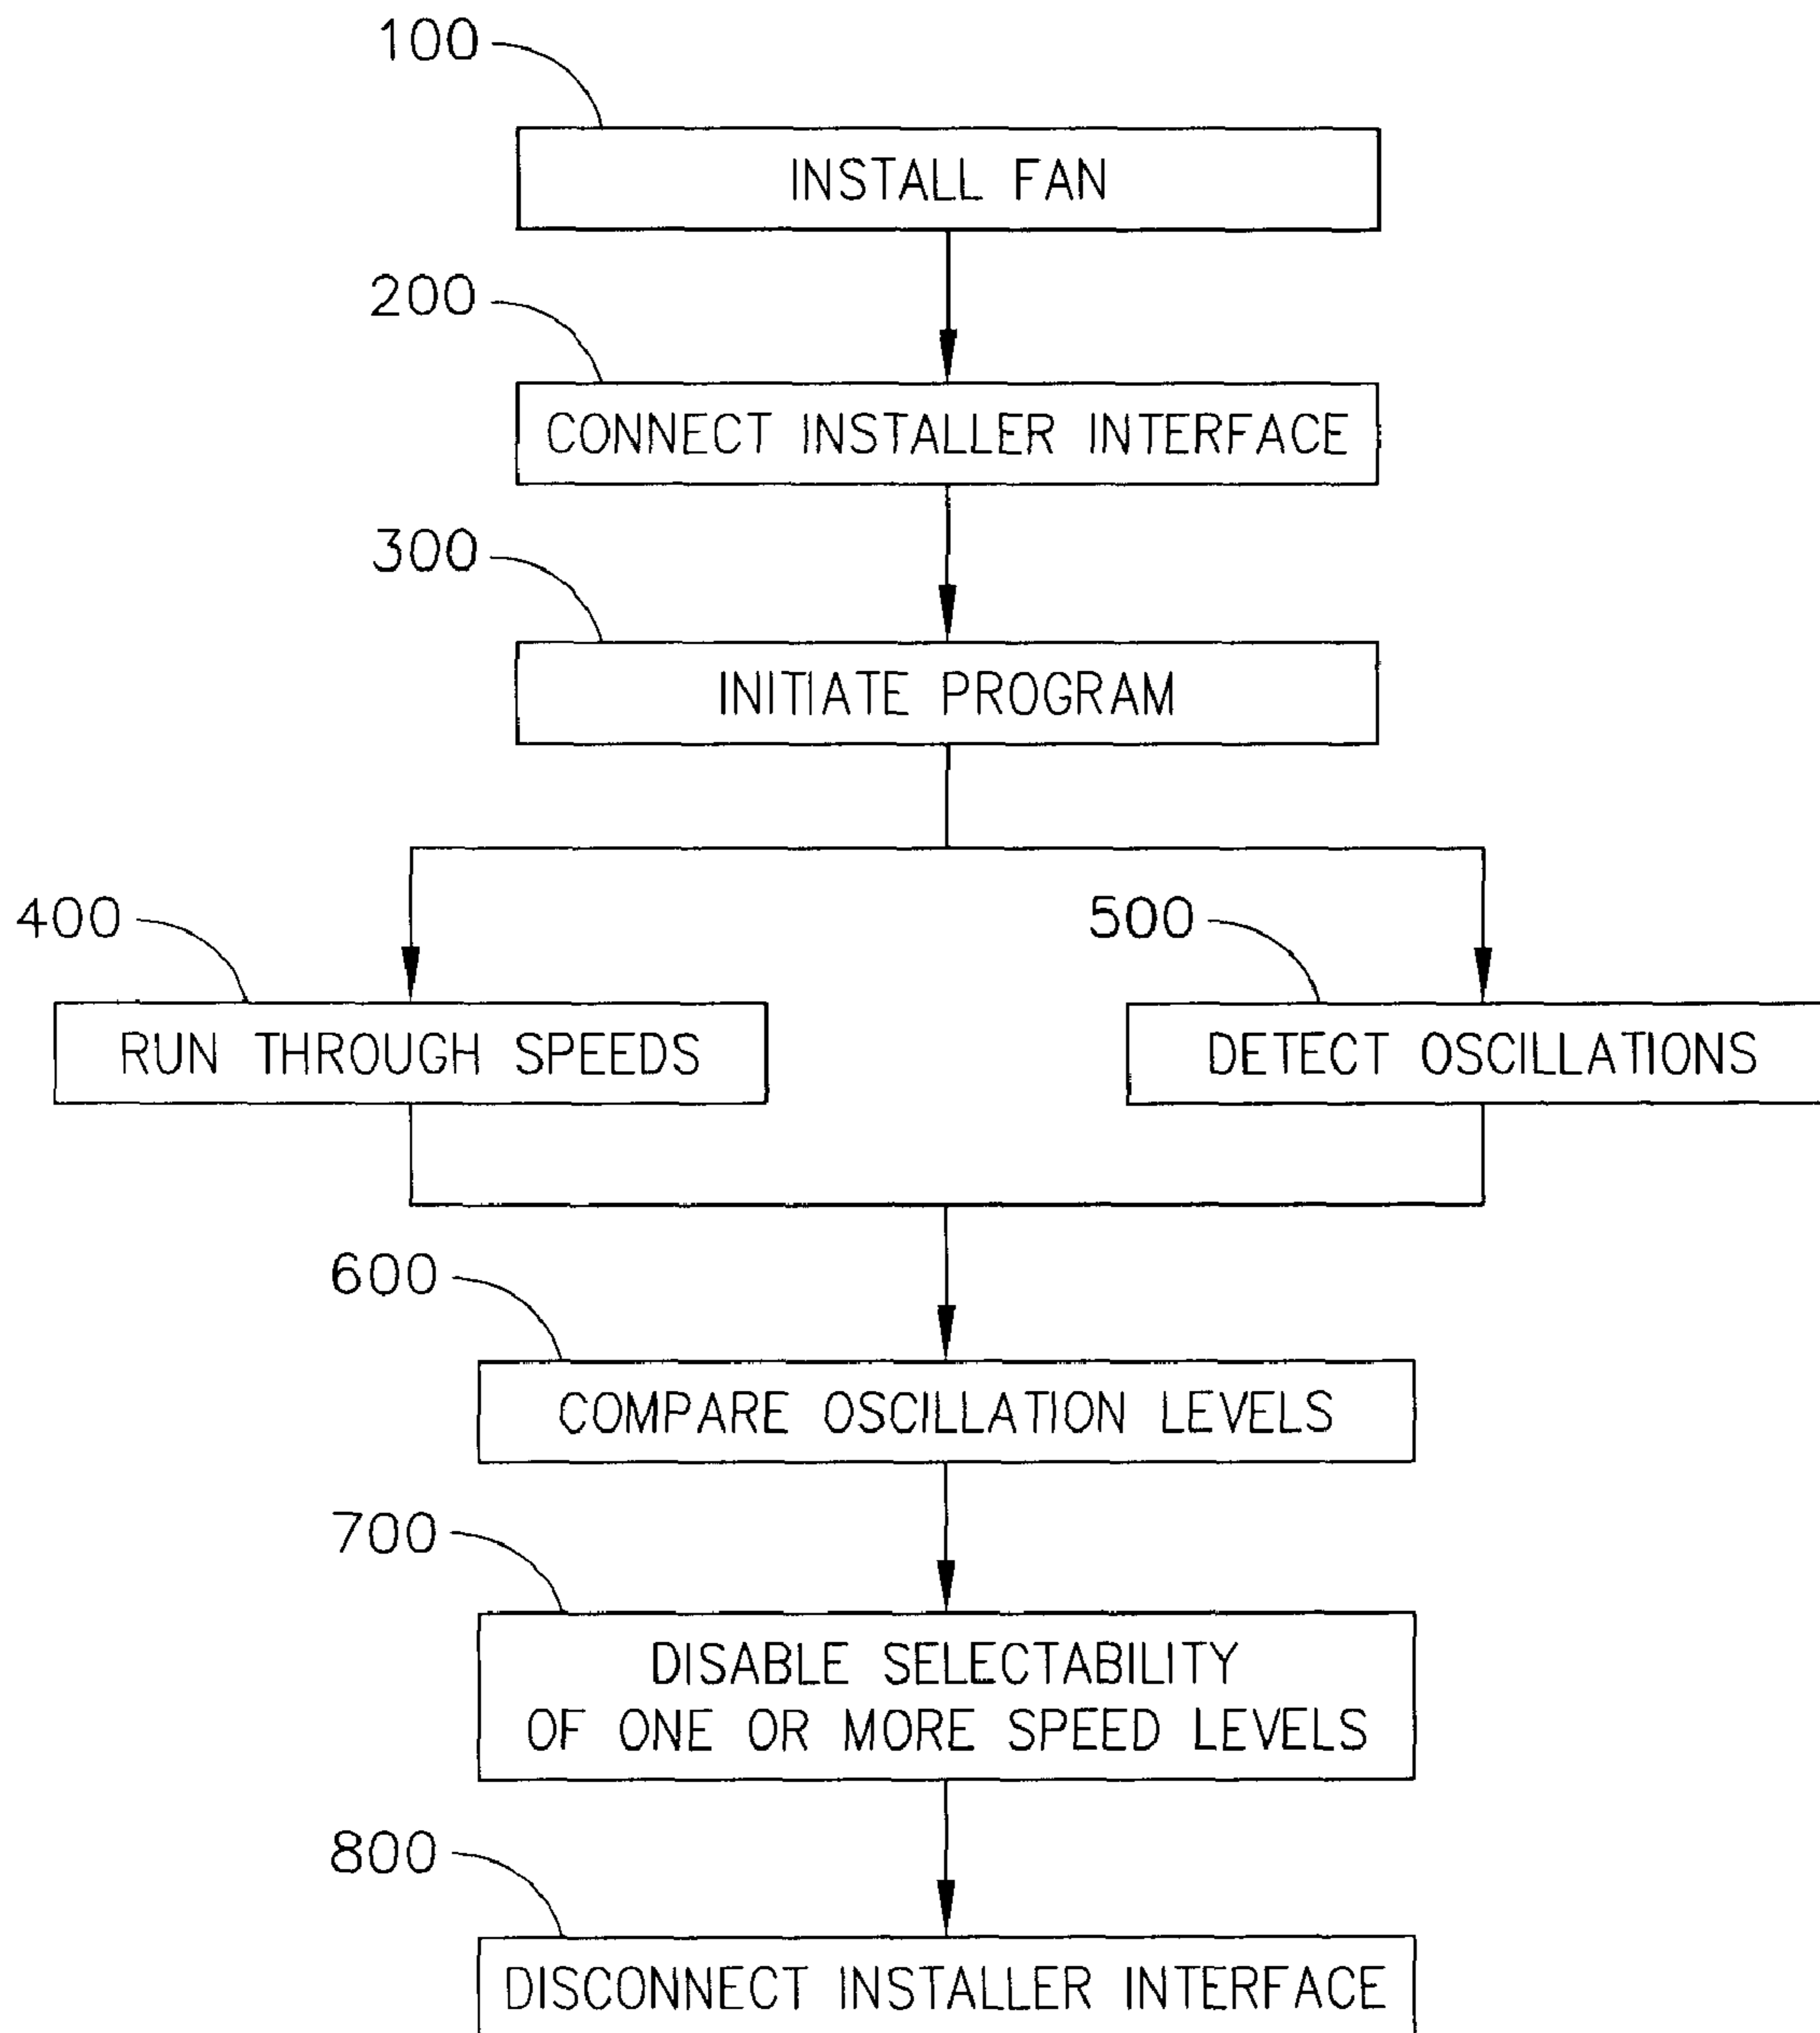 100
INSTALL FAN
200
CONNECT INSTALLER INTERFACE
300
INITIATE PROGRAM
400
RUN THROUGH SPEEDS
500
DETECT OSCILLATIONS
600
COMPARE OSCILLATION LEVELS
700
DISABLE SELECTABILITY
OF ONE OR MORE SPEED LEVELS
800
DISCONNECT INSTALLER INTERFACE